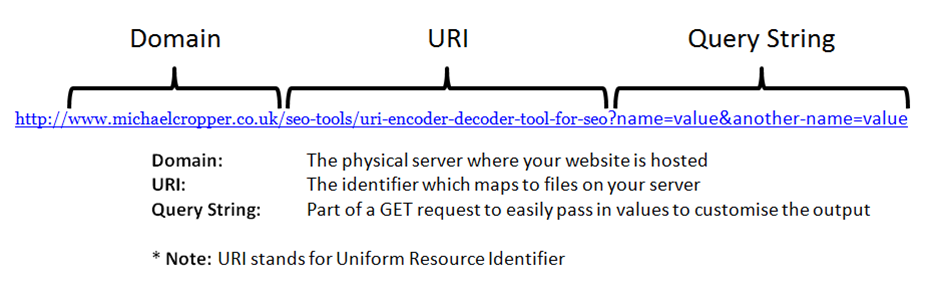 Domain URI Query String
http://www.michaelcropper.co.uk/seo-tools/uri-encoder-decoder-tool-for-seo?name=value&another-name=value
Domain: The physical server where your website is hosted
URI: The identifier which maps to files on your server
Query String: Part of a GET request to easily pass in values to customise the output
* Note: URI stands for Uniform Resource Identifier